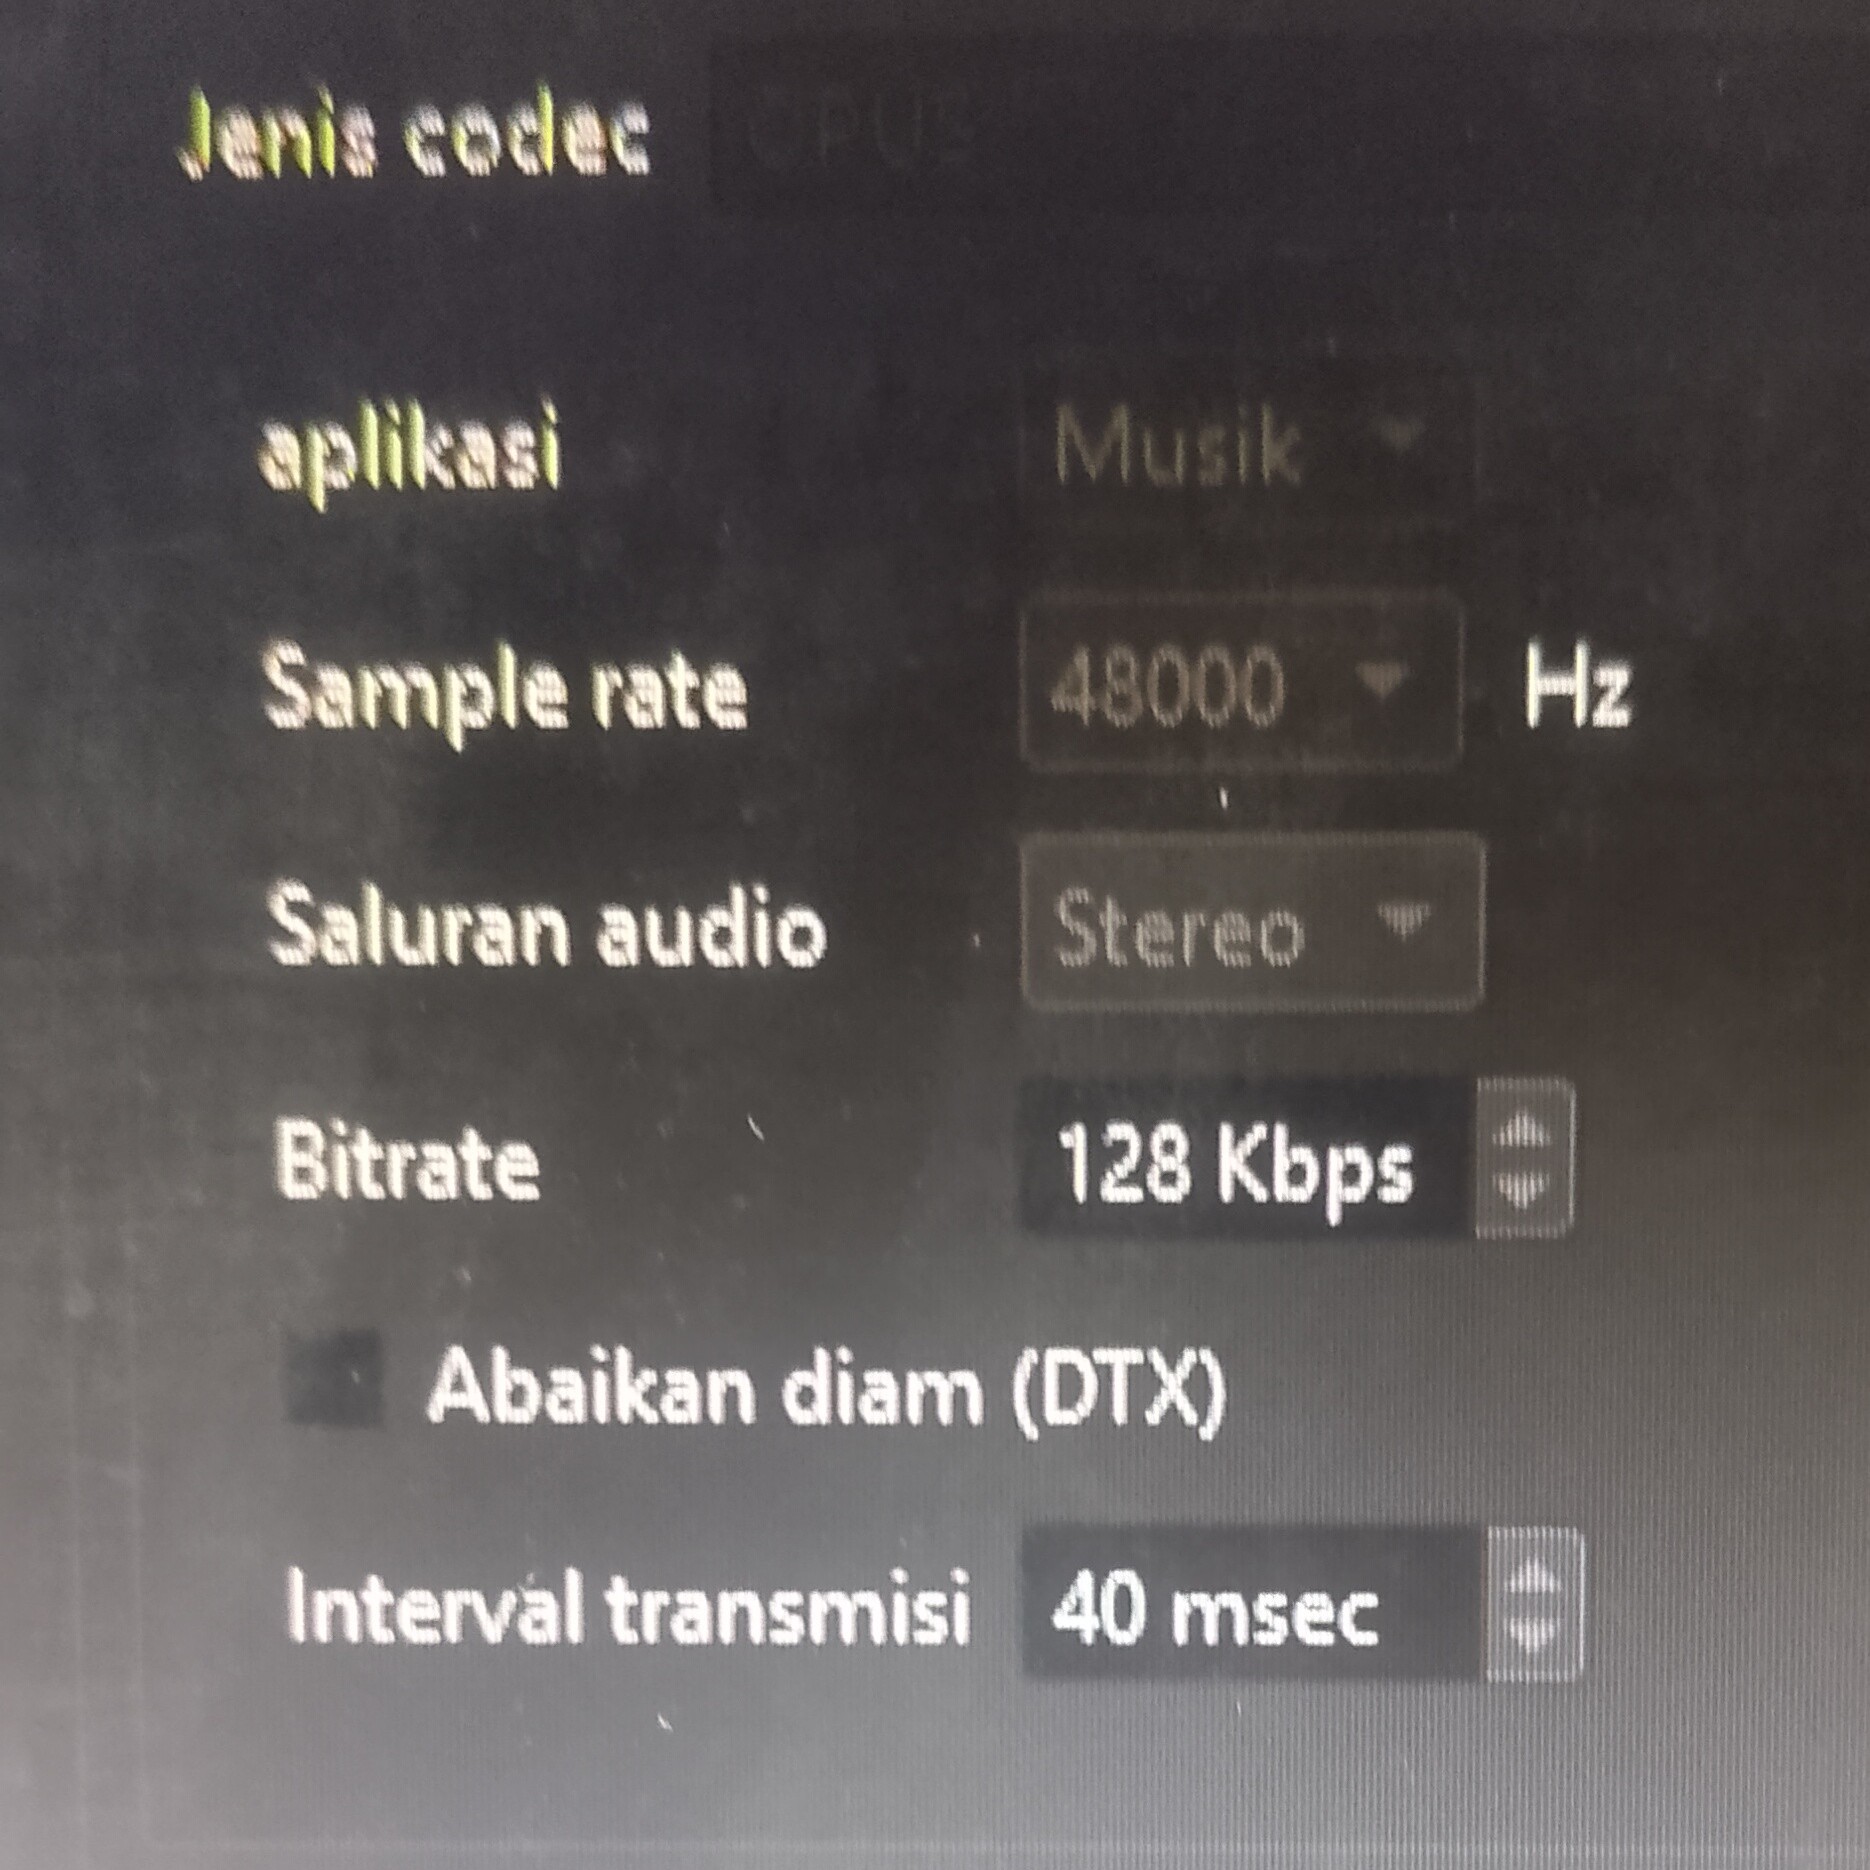 Jenis codec OPUS
aplikasi Musik
Sample rate 48000 Hz
Saluran audio Stereo
Bitrate 128 Kbps
Abaikan diam (DTX)
Interval transmisi 40 msec